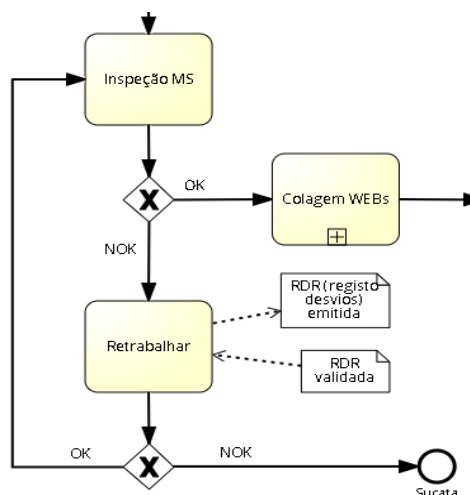 Inspeção MS
OK
Colagem WEBs
NOK
RDR (registo
desvios)
emitida
Retrabalhar
RDR
validada
OK
NOK
Sucata